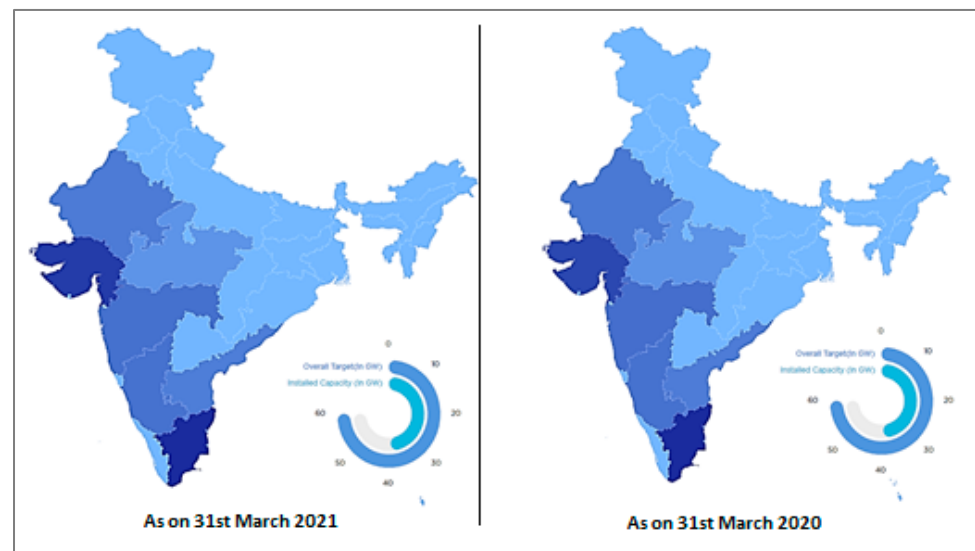 0
Overall Target(In GW)
10
Installed Capacity (In GW)
60
20
50
30
40
As on 31st March 2021
0
Overall Target(In GW)
10
Installed Capacity (In GW)
60
20
50
30
40
As on 31st March 2020